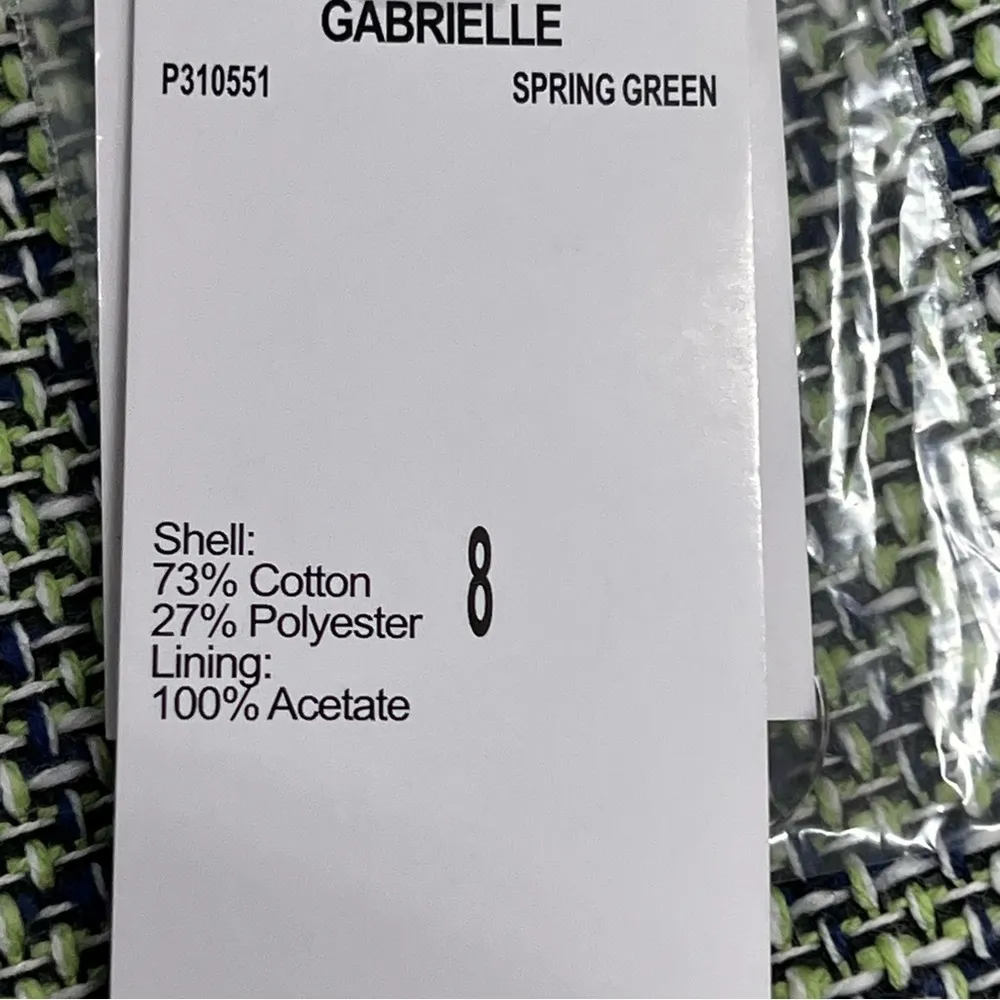 GABRIELLE
P310551 SPRING GREEN
Shell:
73% Cotton
27% Polyester
Lining:
100% Acetate
8